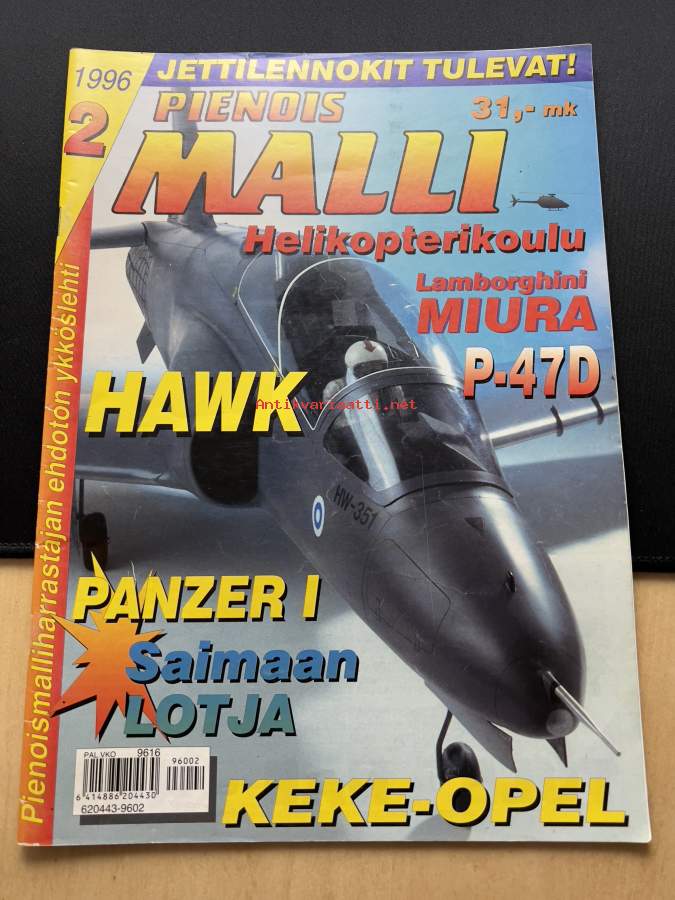 JETTILENNOKIT TULEVAT!
1996
2
PIENOIS
MALLI
31,- mk
Helikopterikoulu
Lamborghini
MIURA
P-47D
HAWK
Antikvariaatti.net
HW-351
Pienoismalliharrastajan ehdoton ykköslehti
PANZER I
Saimaan
LOTJA
PAL.VKO 9616
96002
6 414886 204430
620443-9602
KEKE-OPEL